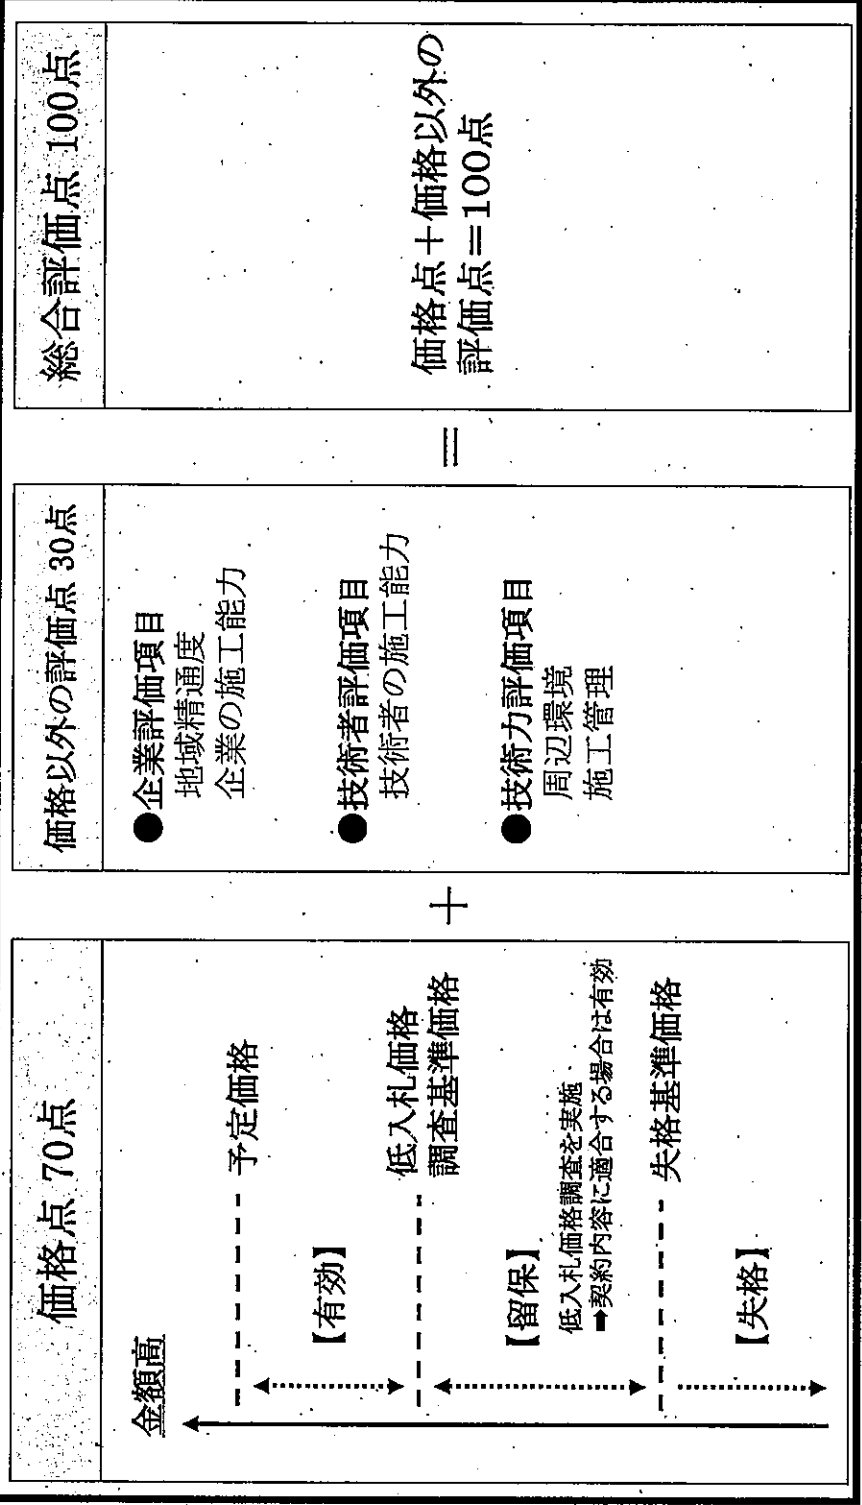 価格点 70点
金額高
予定価格
【有効】
低入札価格
調査基準価格
【留保】
低入札価格調査を実施
➡契約内容に適合する場合は有効
失格基準価格
【失格】
＋
価格以外の評価点 30点
●企業評価項目
地域精通度
企業の施工能力
●技術者評価項目
技術者の施工能力
●技術力評価項目
周辺環境
施工管理
＝
総合評価点 100点
価格点＋価格以外の
評価点＝100点